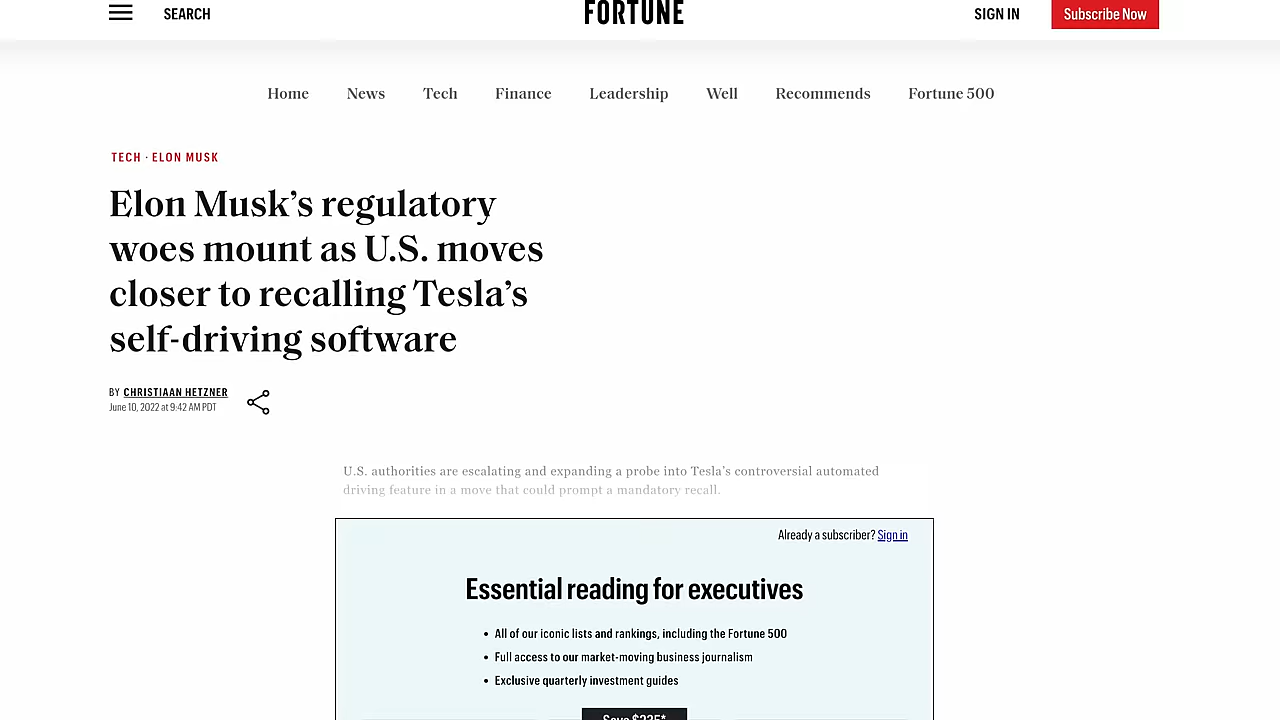 SEARCH
FORTUNE
SIGN IN
Subscribe Now
Home News Tech Finance Leadership Well Recommends Fortune 500
TECH · ELON MUSK
Elon Musk’s regulatory
woes mount as U.S. moves
closer to recalling Tesla’s
self-driving software
BY CHRISTIAAN HETZNER
June 10, 2022 at 9:42 AM PDT
U.S. authorities are escalating and expanding a probe into Tesla’s controversial automated
driving feature in a move that could prompt a mandatory recall.
Already a subscriber? Sign in
Essential reading for executives
• All of our iconic lists and rankings, including the Fortune 500
• Full access to our market-moving business journalism
• Exclusive quarterly investment guides
Save $225*